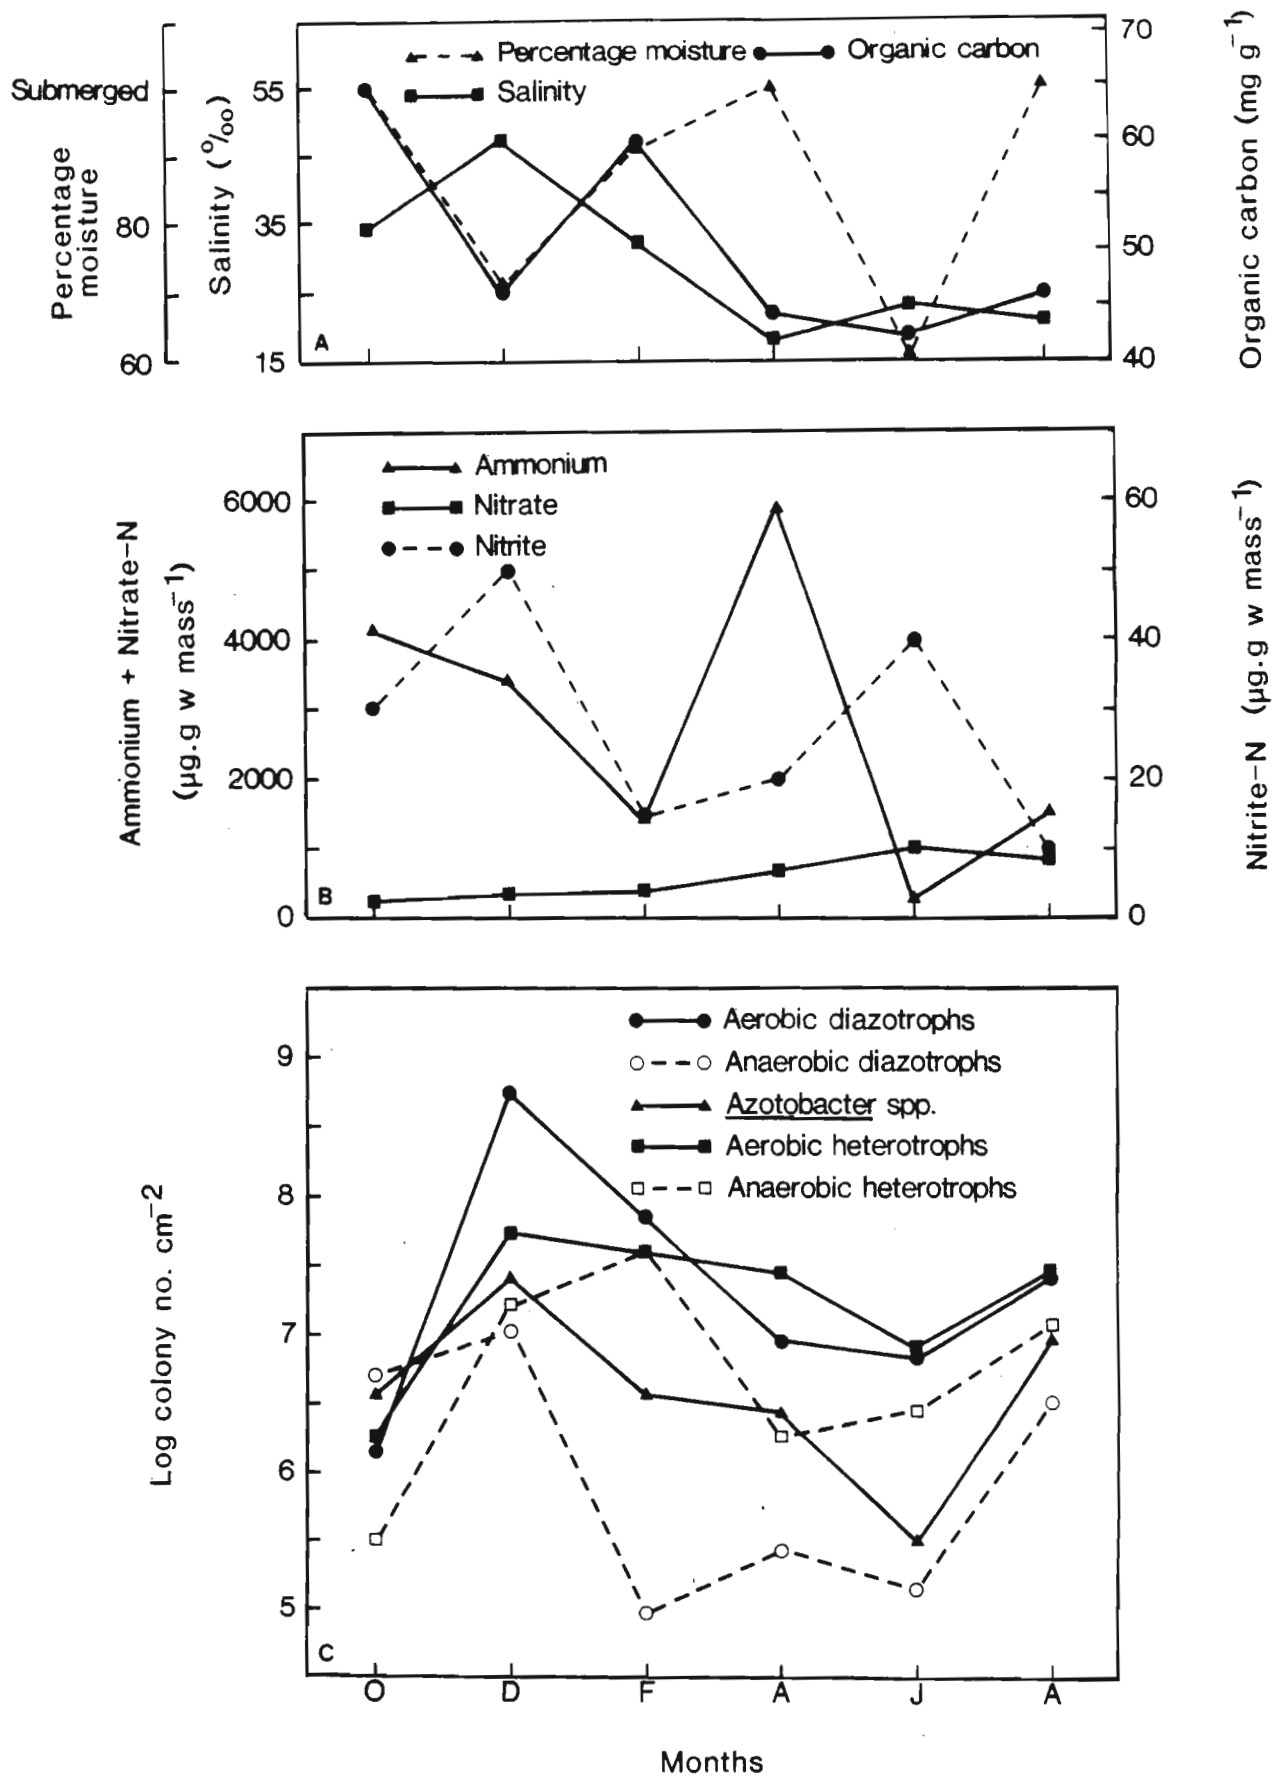 Percentage moisture
Organic carbon
Salinity
Submerged
80
60
Percentage
moisture
55
35
15
Salinity (‰)
70
60
50
40
Organic carbon (mg g⁻¹)
A
Ammonium
Nitrate
Nitrite
6000
4000
2000
0
Ammonium + Nitrate-N
(µg.g w mass⁻¹)
60
40
20
0
Nitrite-N (µg.g w mass⁻¹)
B
Aerobic diazotrophs
Anaerobic diazotrophs
Azotobacter spp.
Aerobic heterotrophs
Anaerobic heterotrophs
9
8
7
6
5
Log colony no. cm⁻²
C
O D F A J A
Months